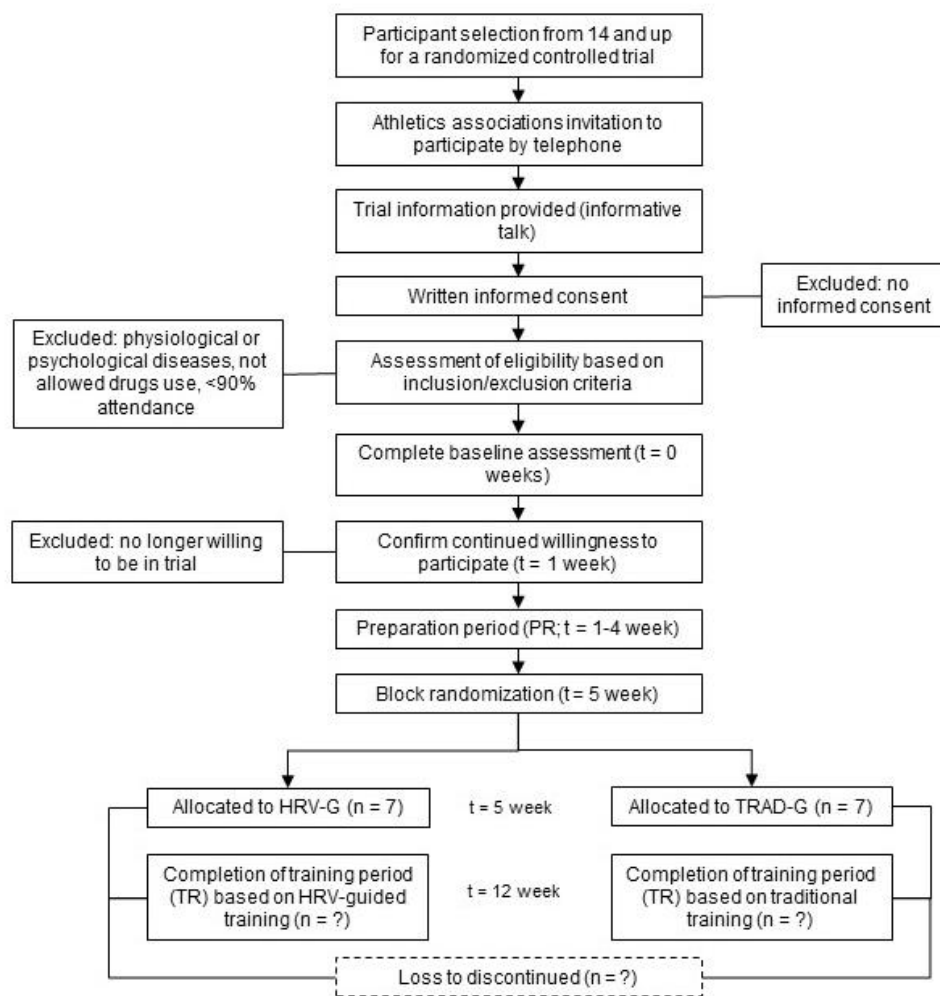 Participant selection from 14 and up
for a randomized controlled trial
Athletics associations invitation to
participate by telephone
Trial information provided (informative
talk)
Written informed consent
Excluded: no
informed consent
Excluded: physiological or
psychological diseases, not
allowed drugs use, <90%
attendance
Assessment of eligibility based on
inclusion/exclusion criteria
Complete baseline assessment (t = 0
weeks)
Excluded: no longer willing
to be in trial
Confirm continued willingness to
participate (t = 1 week)
Preparation period (PR; t = 1-4 week)
Block randomization (t = 5 week)
Allocated to HRV-G (n = 7)
t = 5 week
Allocated to TRAD-G (n = 7)
Completion of training period
(TR) based on HRV-guided
training (n = ?)
t = 12 week
Completion of training period
(TR) based on traditional
training (n = ?)
Loss to discontinued (n = ?)